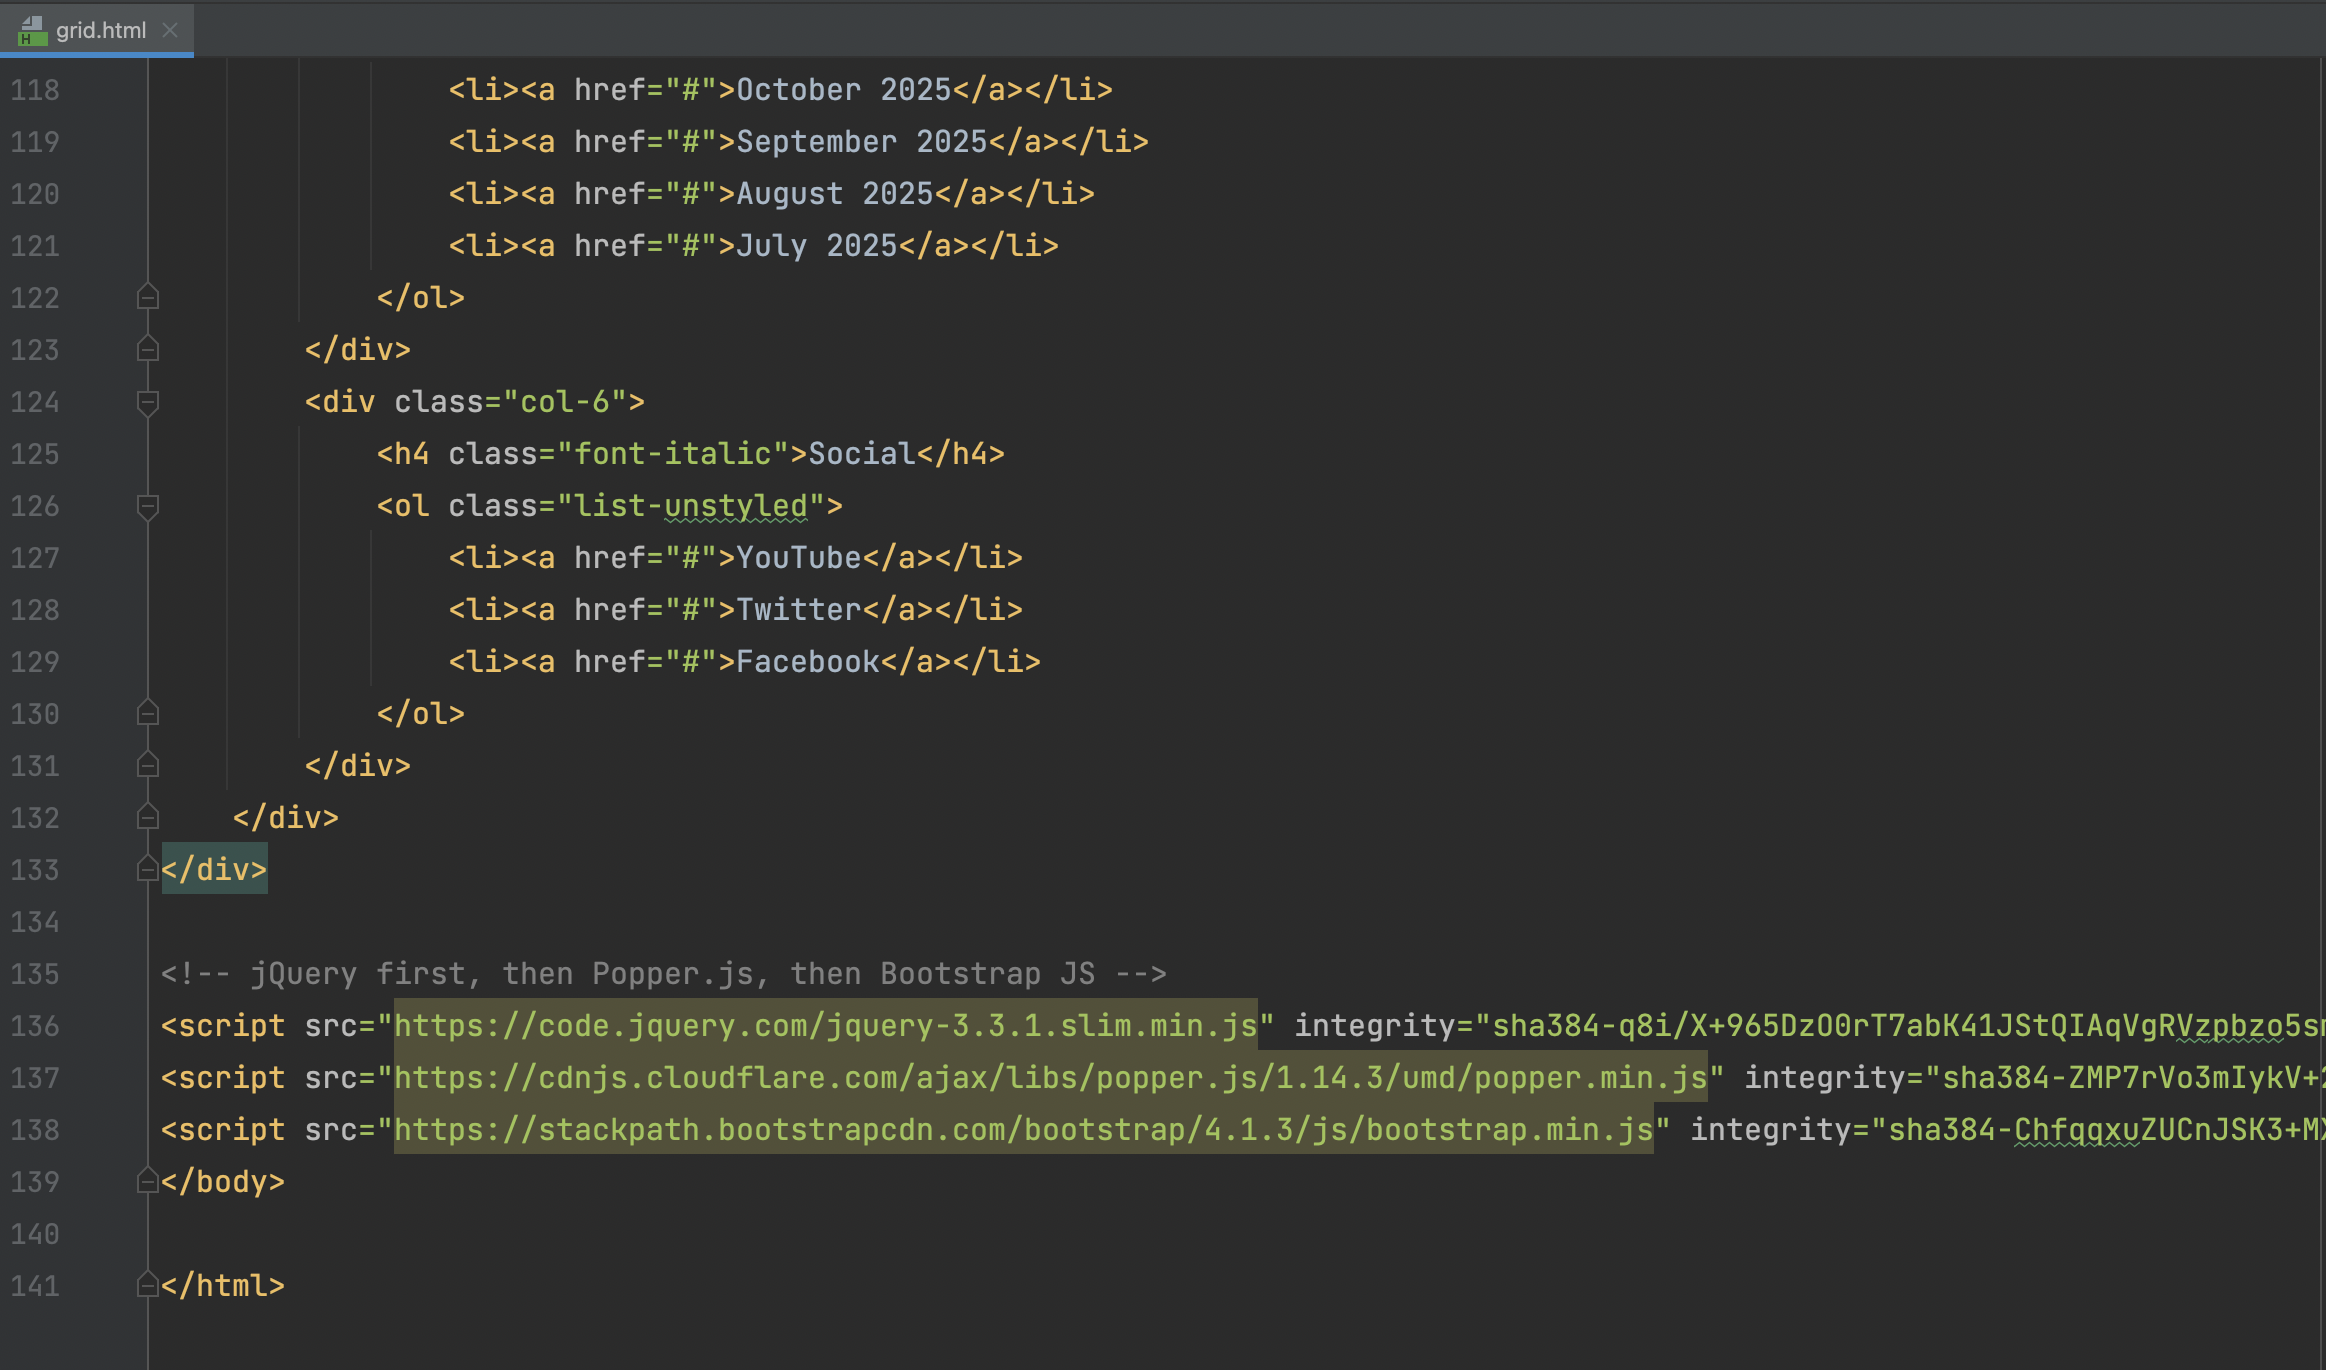 grid.html
118 <li><a href="#">October 2025</a></li>
119 <li><a href="#">September 2025</a></li>
120 <li><a href="#">August 2025</a></li>
121 <li><a href="#">July 2025</a></li>
122 </ol>
123 </div>
124 <div class="col-6">
125 <h4 class="font-italic">Social</h4>
126 <ol class="list-unstyled">
127 <li><a href="#">YouTube</a></li>
128 <li><a href="#">Twitter</a></li>
129 <li><a href="#">Facebook</a></li>
130 </ol>
131 </div>
132 </div>
133 </div>
134
135 <!-- jQuery first, then Popper.js, then Bootstrap JS -->
136 <script src="https://code.jquery.com/jquery-3.3.1.slim.min.js" integrity="sha384-q8i/X+965DzO0rT7abK41JStQIAqVgRVzpbzo5s
137 <script src="https://cdnjs.cloudflare.com/ajax/libs/popper.js/1.14.3/umd/popper.min.js" integrity="sha384-ZMP7rVo3mIykV+
138 <script src="https://stackpath.bootstrapcdn.com/bootstrap/4.1.3/js/bootstrap.min.js" integrity="sha384-ChfqqxuZUCnJSK3+M
139 </body>
140
141 </html>